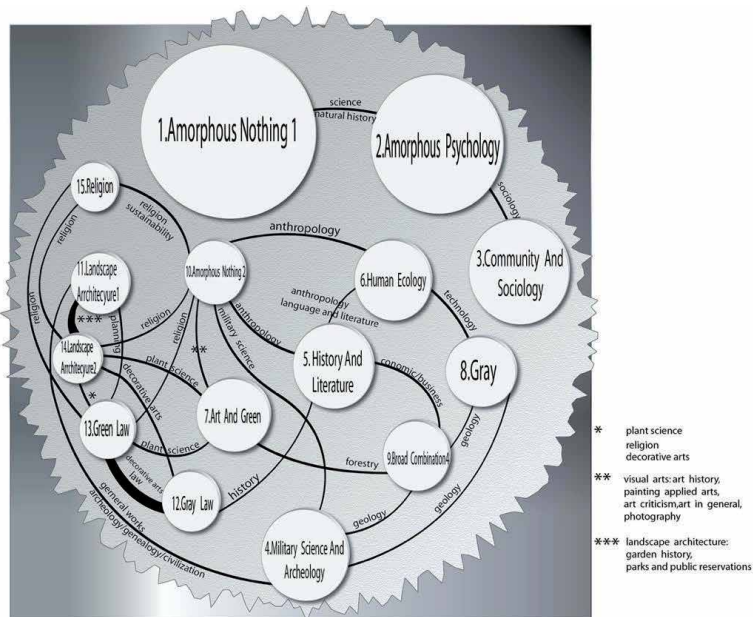 science
natural history
1.Amorphous Nothing 1
2.Amorphous Psychology
sociology
15.Religion
religion
religion
sustainability
anthropology
3.Community And
Sociology
11.Landscape
Arrchitecyure1
10.Amorphous Nothing 2
6.Human Ecology
anthropology
language and literature
technology
religion
***
planning
religion
religion
**
military science
anthropology
14.Landscape
Arrchitecyure2
plant science
decorative arts
5. History And
Literature
conomic/business
8.Gray
*
7.Art And Green
13.Green Law
plant science
geology
9.Broad Combination4
forestry
decorative arts
law
12.Gray Law
history
geology
geology
gerneral works
archeology/genealogy/civilization
4.Military Science And
Archeology
* plant science
religion
decorative arts
** visual arts:art history,
painting applied arts,
art criticism,art in general,
photography
*** landscape architecture:
garden history,
parks and public reservations